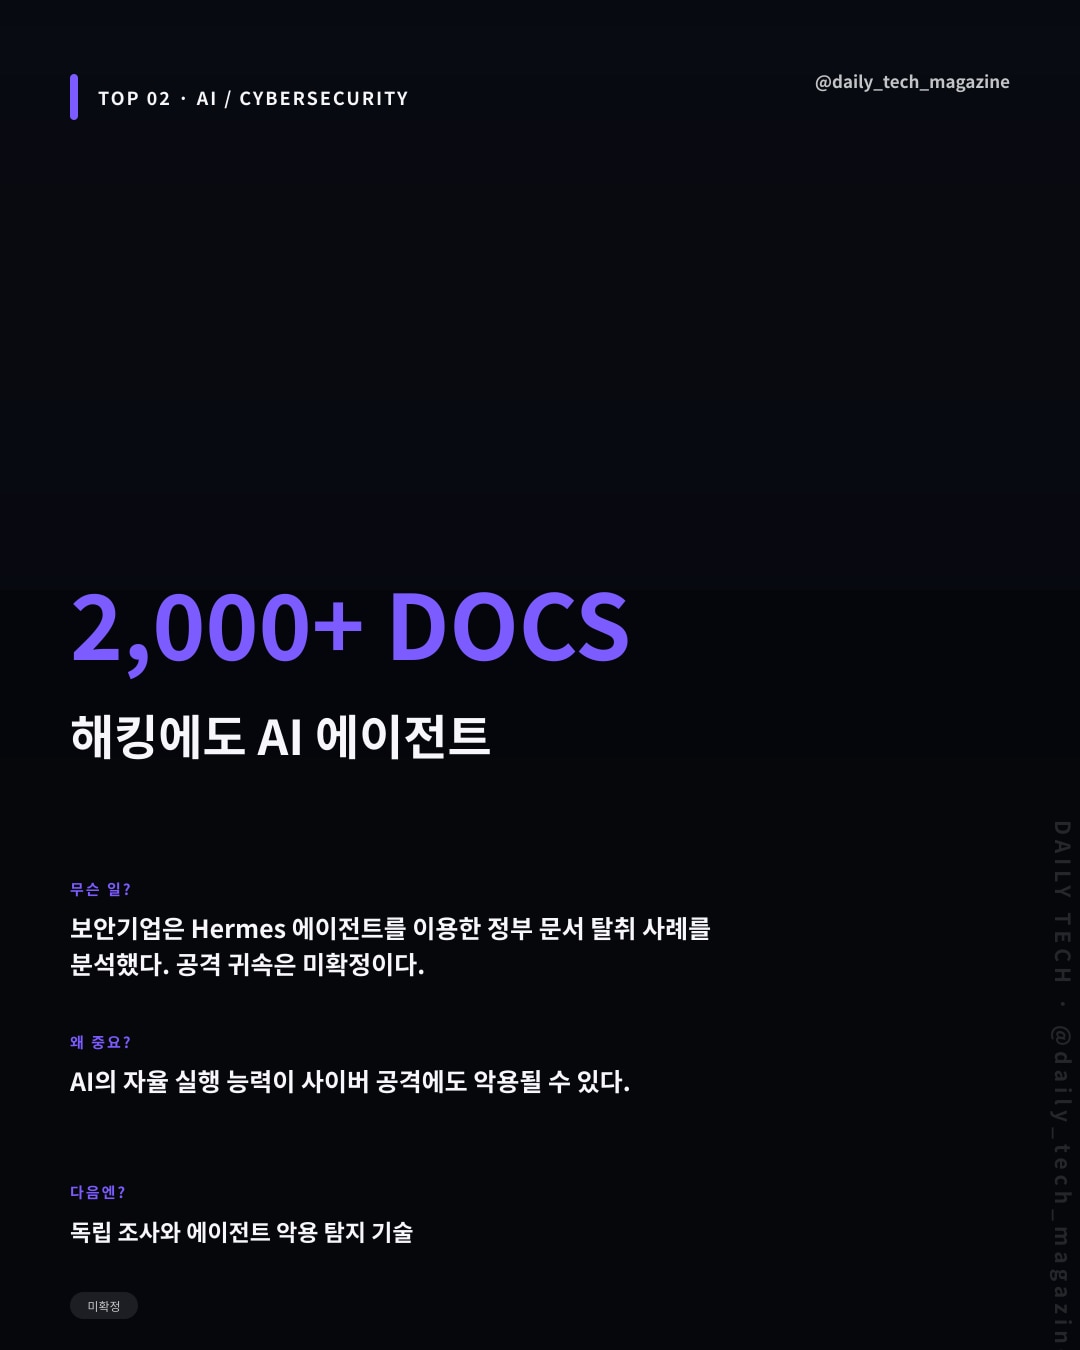 TOP 02 · AI / CYBERSECURITY
@daily_tech_magazine
2,000+ DOCS
해킹에도 AI 에이전트
무슨 일?
보안기업은 Hermes 에이전트를 이용한 정부 문서 탈취 사례를
분석했다. 공격 귀속은 미확정이다.
왜 중요?
AI의 자율 실행 능력이 사이버 공격에도 악용될 수 있다.
다음엔?
독립 조사와 에이전트 악용 탐지 기술
미확정
DAILY TECH · @daily_tech_magazin